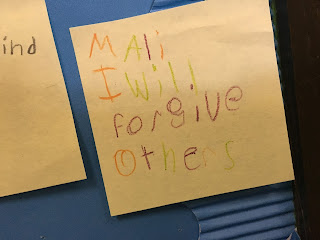 ind
MAli
I Will
forgive
Others